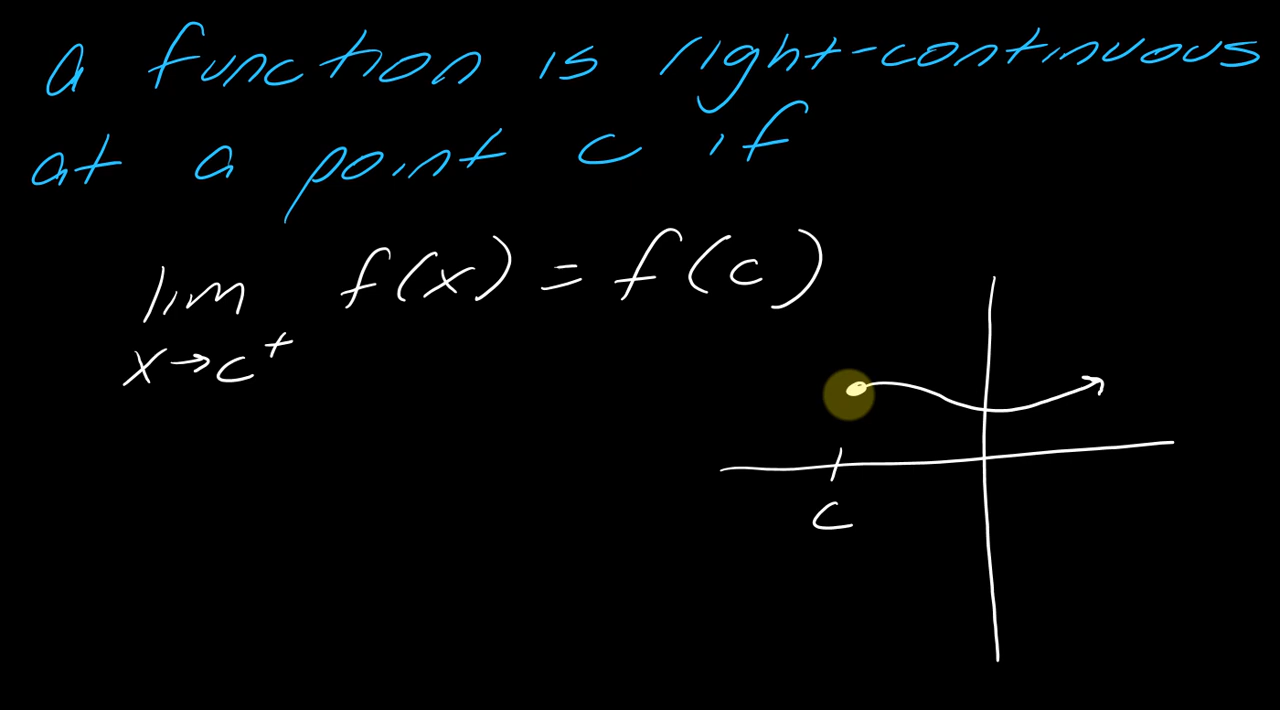 a function is right-continuous
at a point c if
lim f(x) = f(c)
x→c⁺
c